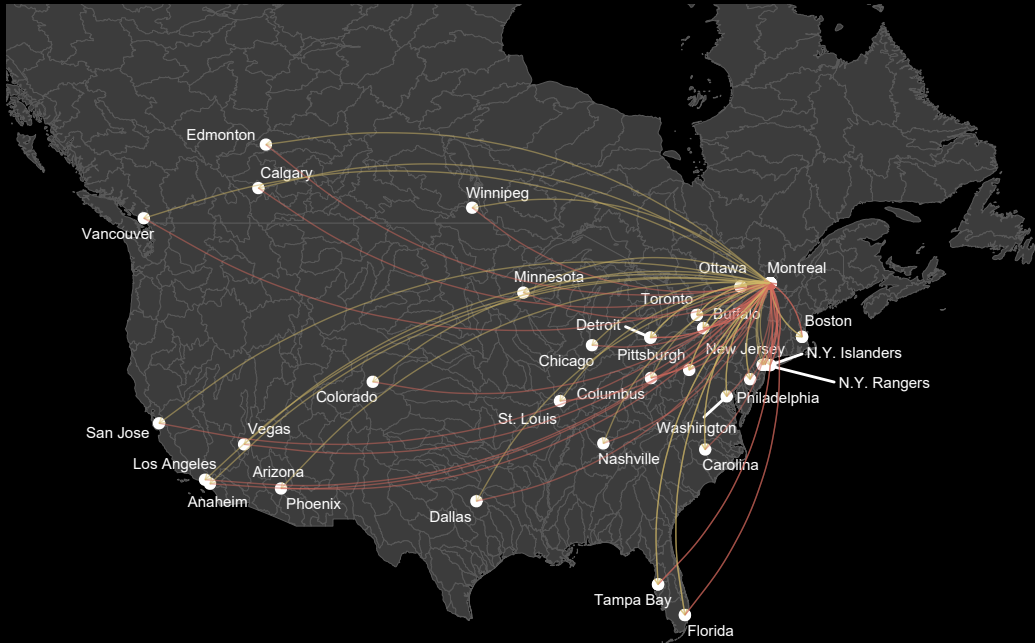 Edmonton
Calgary
Winnipeg
Vancouver
Ottawa
Montreal
Minnesota
Toronto
Buffalo
Boston
Detroit
New Jersey
N.Y. Islanders
Chicago
Pittsburgh
N.Y. Rangers
Colorado
Columbus
Philadelphia
St. Louis
Washington
San Jose
Vegas
Nashville
Carolina
Los Angeles
Arizona
Anaheim
Phoenix
Dallas
Tampa Bay
Florida